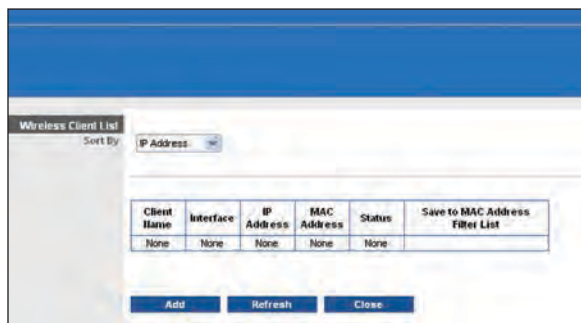 Wireless Client List
Sort By
IP Address
Client Name Interface IP Address MAC Address Status Save to MAC Address Filter List
None None None None None
Add Refresh Close